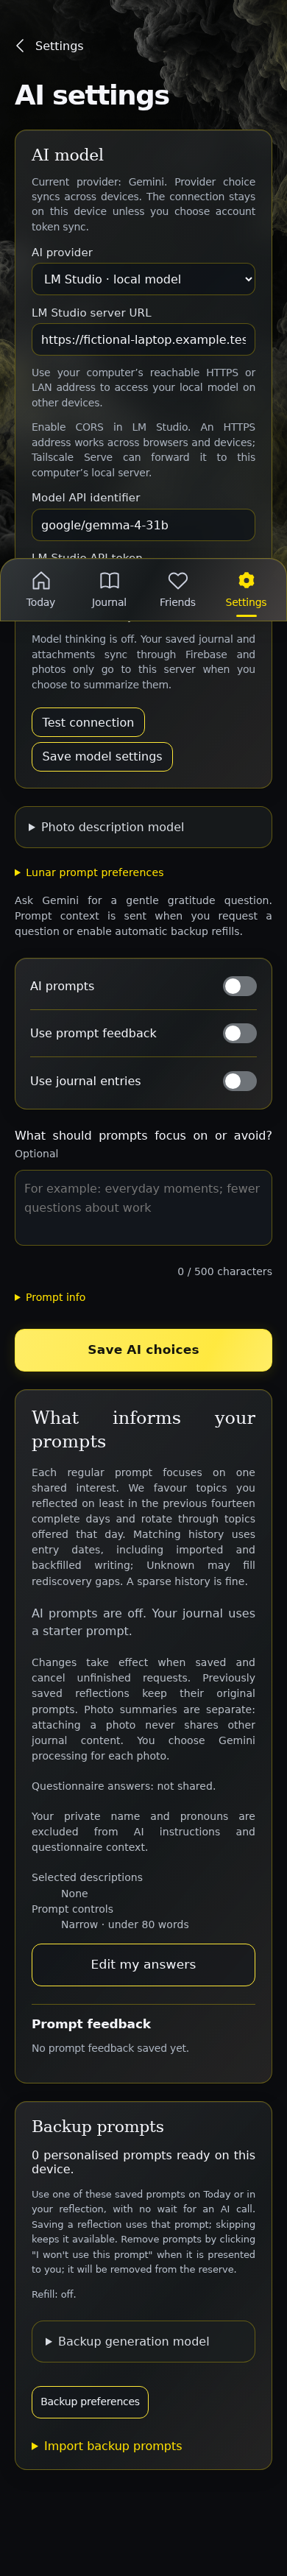 Settings
AI settings
AI model
Current provider: Gemini. Provider choice
syncs across devices. The connection stays
on this device unless you choose account
token sync.
AI provider
LM Studio · local model
LM Studio server URL
https://fictional-laptop.example.tes
Use your computer's reachable HTTPS or
LAN address to access your local model on
other devices.
Enable CORS in LM Studio. An HTTPS
address works across browsers and devices;
Tailscale Serve can forward it to this
computer's local server.
Model API identifier
google/gemma-4-31b
LM Studio API token
Today
Journal
Friends
Settings
Model thinking is off. Your saved journal and
attachments sync through Firebase and
photos only go to this server when you
choose to summarize them.
Test connection
Save model settings
Photo description model
Lunar prompt preferences
Ask Gemini for a gentle gratitude question.
Prompt context is sent when you request a
question or enable automatic backup refills.
AI prompts
Use prompt feedback
Use journal entries
What should prompts focus on or avoid?
Optional
For example: everyday moments; fewer
questions about work
0 / 500 characters
Prompt info
Save AI choices
What informs your
prompts
Each regular prompt focuses on one
shared interest. We favour topics you
reflected on least in the previous fourteen
complete days and rotate through topics
offered that day. Matching history uses
entry dates, including imported and
backfilled writing; Unknown may fill
rediscovery gaps. A sparse history is fine.
AI prompts are off. Your journal uses
a starter prompt.
Changes take effect when saved and
cancel unfinished requests. Previously
saved reflections keep their original
prompts. Photo summaries are separate:
attaching a photo never shares other
journal content. You choose Gemini
processing for each photo.
Questionnaire answers: not shared.
Your private name and pronouns are
excluded from AI instructions and
questionnaire context.
Selected descriptions
None
Prompt controls
Narrow · under 80 words
Edit my answers
Prompt feedback
No prompt feedback saved yet.
Backup prompts
0 personalised prompts ready on this
device.
Use one of these saved prompts on Today or in
your reflection, with no wait for an AI call.
Saving a reflection uses that prompt; skipping
keeps it available. Remove prompts by clicking
"I won't use this prompt" when it is presented
to you; it will be removed from the reserve.
Refill: off.
Backup generation model
Backup preferences
Import backup prompts